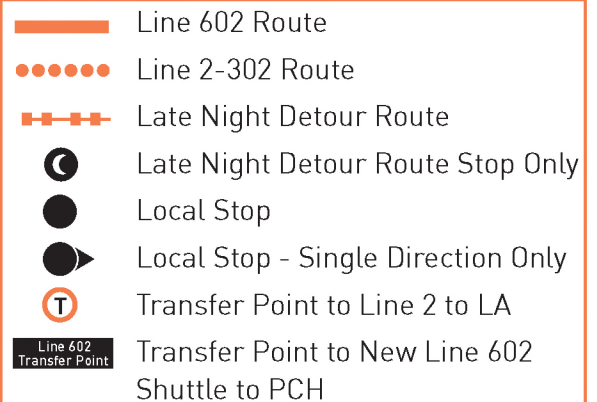 Line 602 Route
Line 2-302 Route
Late Night Detour Route
Late Night Detour Route Stop Only
Local Stop
Local Stop - Single Direction Only
T
Transfer Point to Line 2 to LA
Line 602
Transfer Point
Transfer Point to New Line 602
Shuttle to PCH